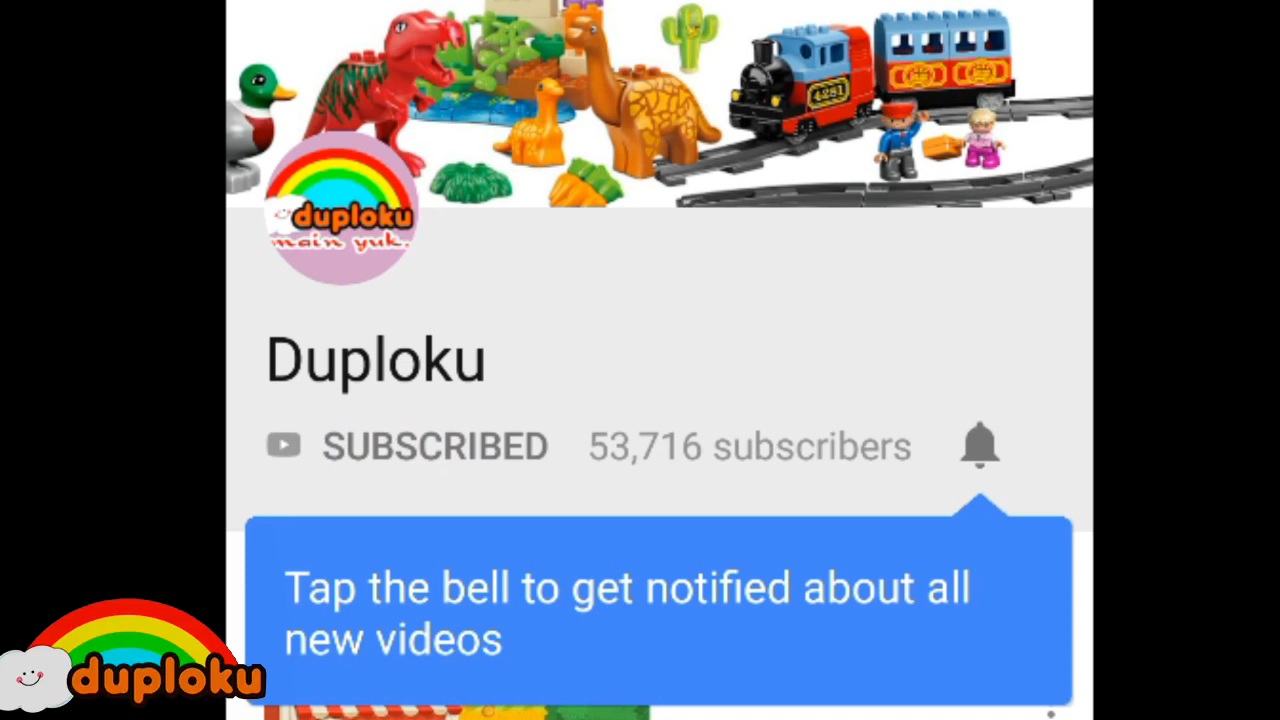 4281
duploku
main yuk.
Duploku
SUBSCRIBED 53,716 subscribers
Tap the bell to get notified about all
new videos
duploku